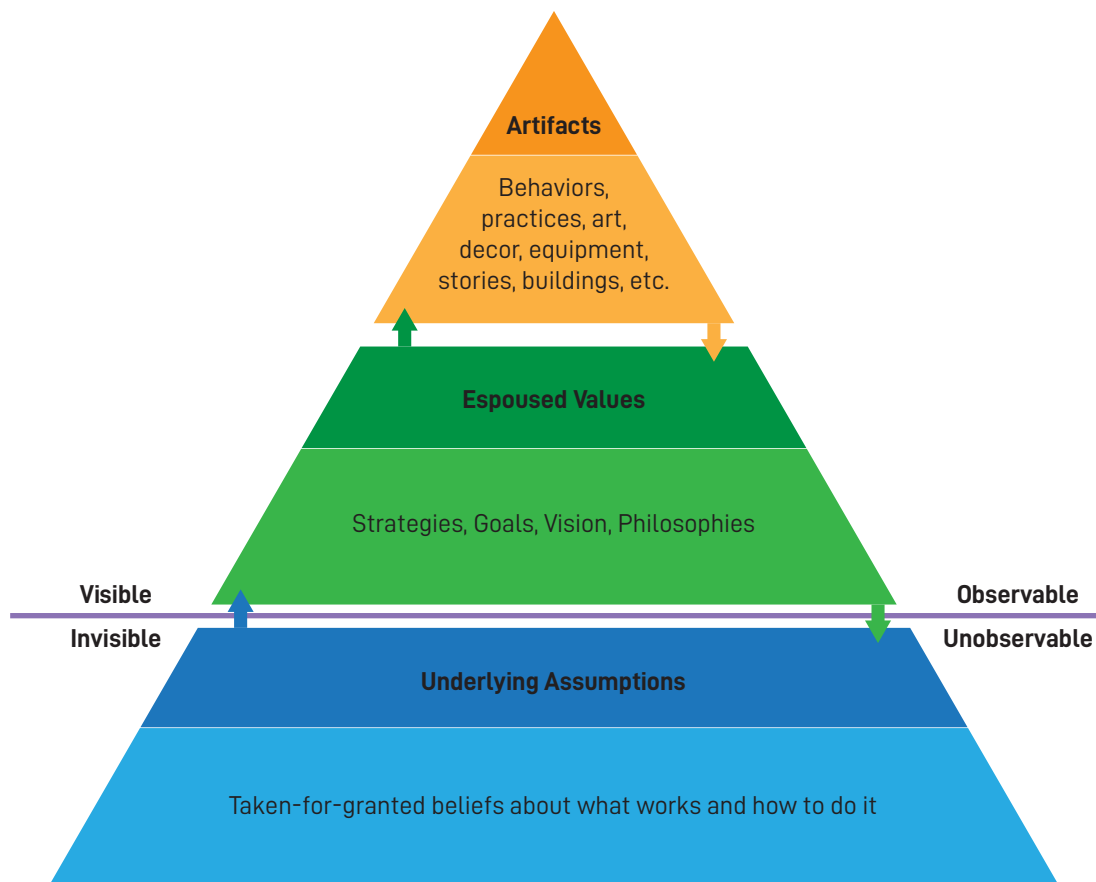 Artifacts
Behaviors,
practices, art,
decor, equipment,
stories, buildings, etc.
Espoused Values
Strategies, Goals, Vision, Philosophies
Visible
Observable
Invisible
Unobservable
Underlying Assumptions
Taken-for-granted beliefs about what works and how to do it